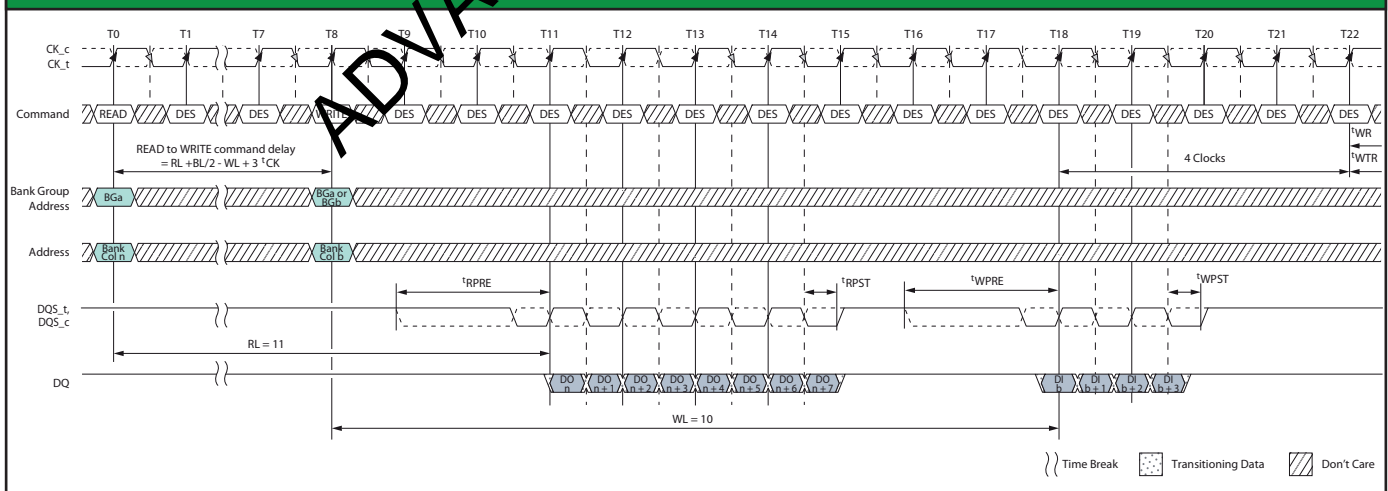 ADVA
T0 T1 T7 T8 T9 T10 T11 T12 T13 T14 T15 T16 T17 T18 T19 T20 T21 T22
CK_c
CK_t
Command READ DES DES WRITE DES DES DES DES DES DES DES DES DES DES DES DES DES DES
READ to WRITE command delay
= RL +BL/2 - WL + 3 tCK
tWR
4 Clocks
tWTR
Bank Group
Address
BGa
BGa or
BGb
Address
Bank
Col n
Bank
Col b
tRPRE
tRPST
tWPRE
tWPST
DQS_t,
DQS_c
RL = 11
DQ
DO
n
DO
n + 1
DO
n + 2
DO
n + 3
DO
n + 4
DO
n + 5
DO
n + 6
DO
n + 7
DI
b
DI
b + 1
DI
b + 2
DI
b + 3
WL = 10
Time Break
Transitioning Data
Don't Care